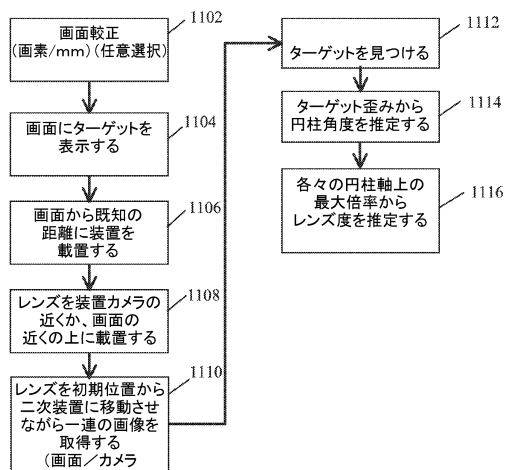 1102
画面較正
(画素/mm)(任意選択)
1104
画面にターゲットを
表示する
1106
画面から既知の
距離に装置を
載置する
1108
レンズを装置カメラの
近くか、画面の
近くの上に載置する
1110
レンズを初期位置から
二次装置に移動させ
ながら一連の画像を
取得する
(画面/カメラ
1112
ターゲットを見つける
1114
ターゲット歪みから
円柱角度を推定する
1116
各々の円柱軸上の
最大倍率から
レンズ度を推定する